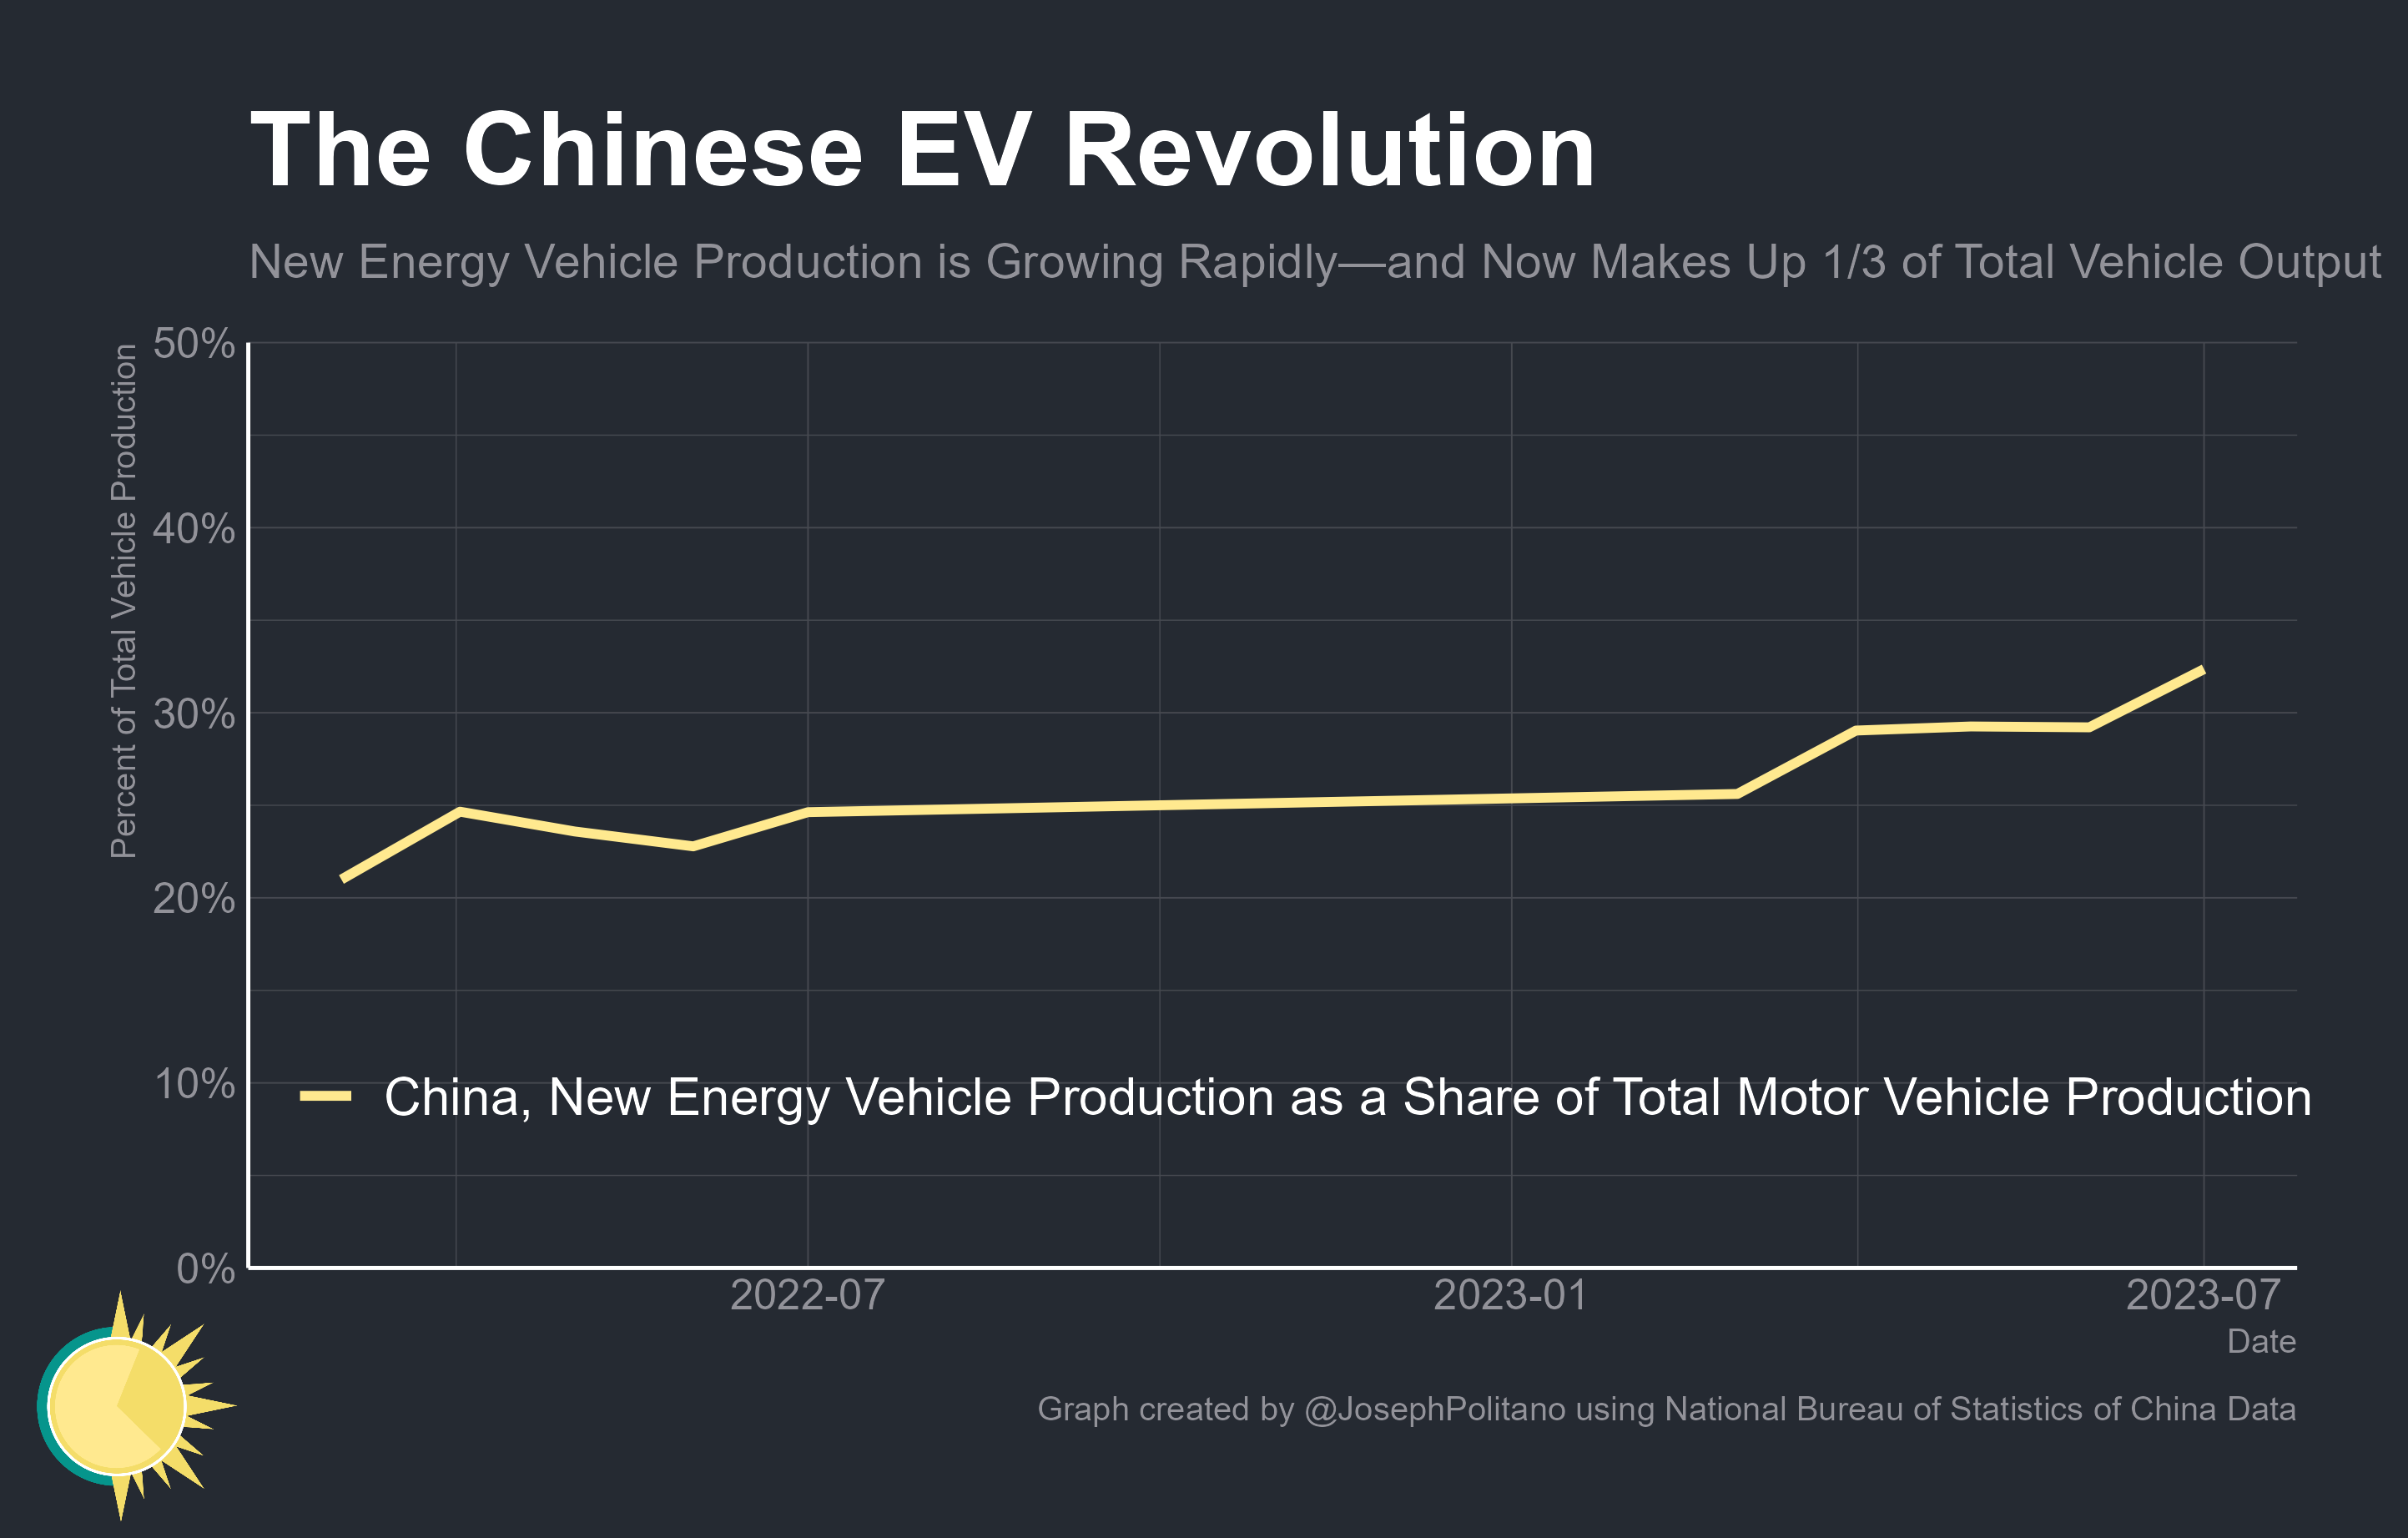 The Chinese EV Revolution
New Energy Vehicle Production is Growing Rapidly—and Now Makes Up 1/3 of Total Vehicle Output
Percent of Total Vehicle Production
50%
40%
30%
20%
10%
0%
China, New Energy Vehicle Production as a Share of Total Motor Vehicle Production
2022-07
2023-01
2023-07
Date
Graph created by @JosephPolitano using National Bureau of Statistics of China Data